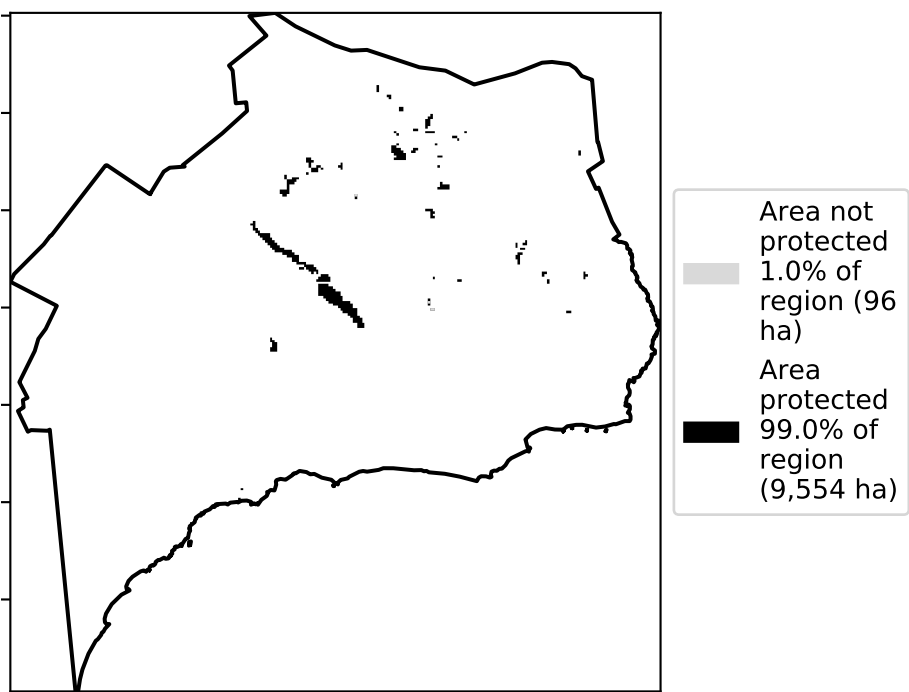 Area not
protected
1.0% of
region (96
ha)
Area
protected
99.0% of
region
(9,554 ha)